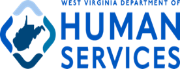 WEST VIRGINIA DEPARTMENT OF
HUMAN
SERVICES